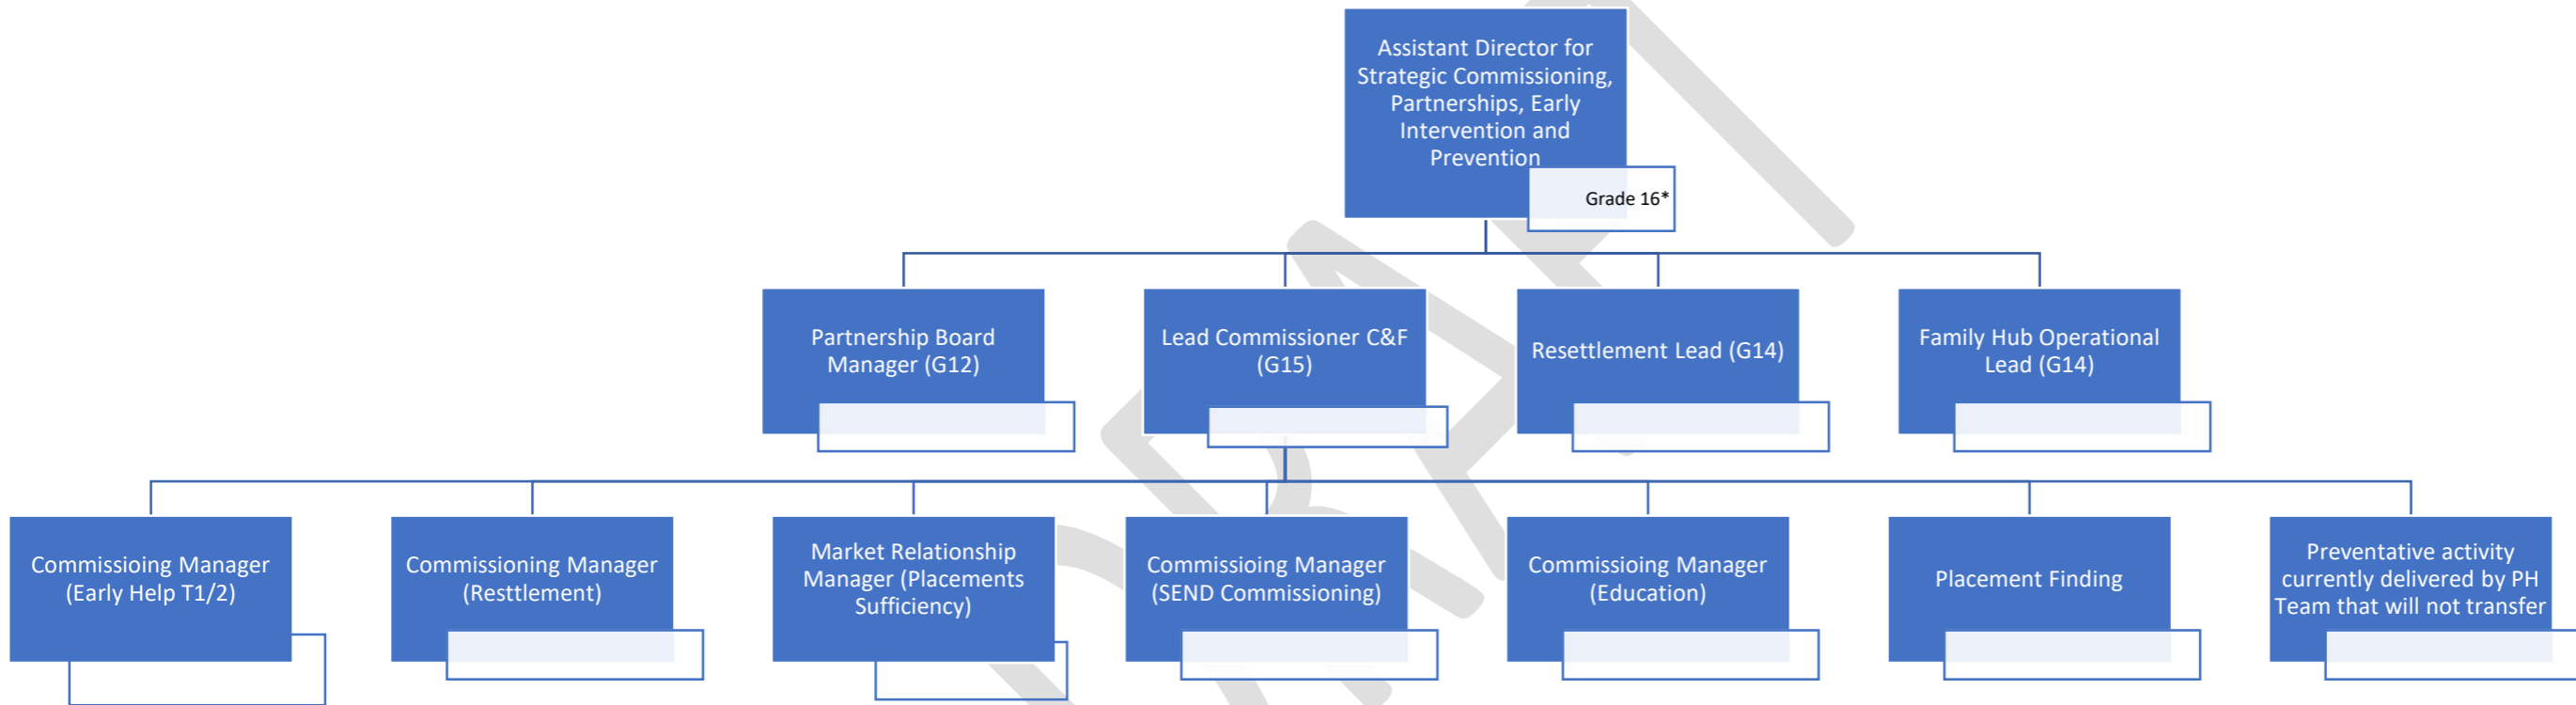 Assistant Director for
Strategic Commissioning,
Partnerships, Early
Intervention and
Prevention
Grade 16*
Partnership Board
Manager (G12)
Lead Commissioner C&F
(G15)
Resettlement Lead (G14)
Family Hub Operational
Lead (G14)
Commissioing Manager
(Early Help T1/2)
Commissioning Manager
(Resttlement)
Market Relationship
Manager (Placements
Sufficiency)
Commissioing Manager
(SEND Commissioning)
Commissioing Manager
(Education)
Placement Finding
Preventative activity
currently delivered by PH
Team that will not transfer